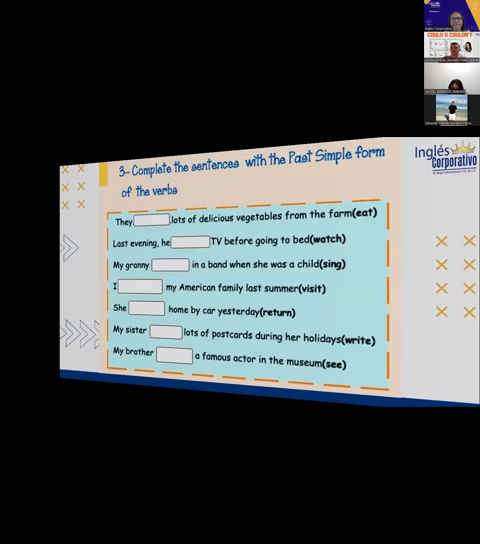 COULD & COULDN'T
3- Complete the sentences with the Past Simple form
of the verbs
Inglés
Corporativo
They lots of delicious vegetables from the farm(eat)
Last evening, he TV before going to bed(watch)
My granny in a band when she was a child(sing)
I my American family last summer(visit)
She home by car yesterday(return)
My sister lots of postcards during her holidays(write)
My brother a famous actor in the museum(see)